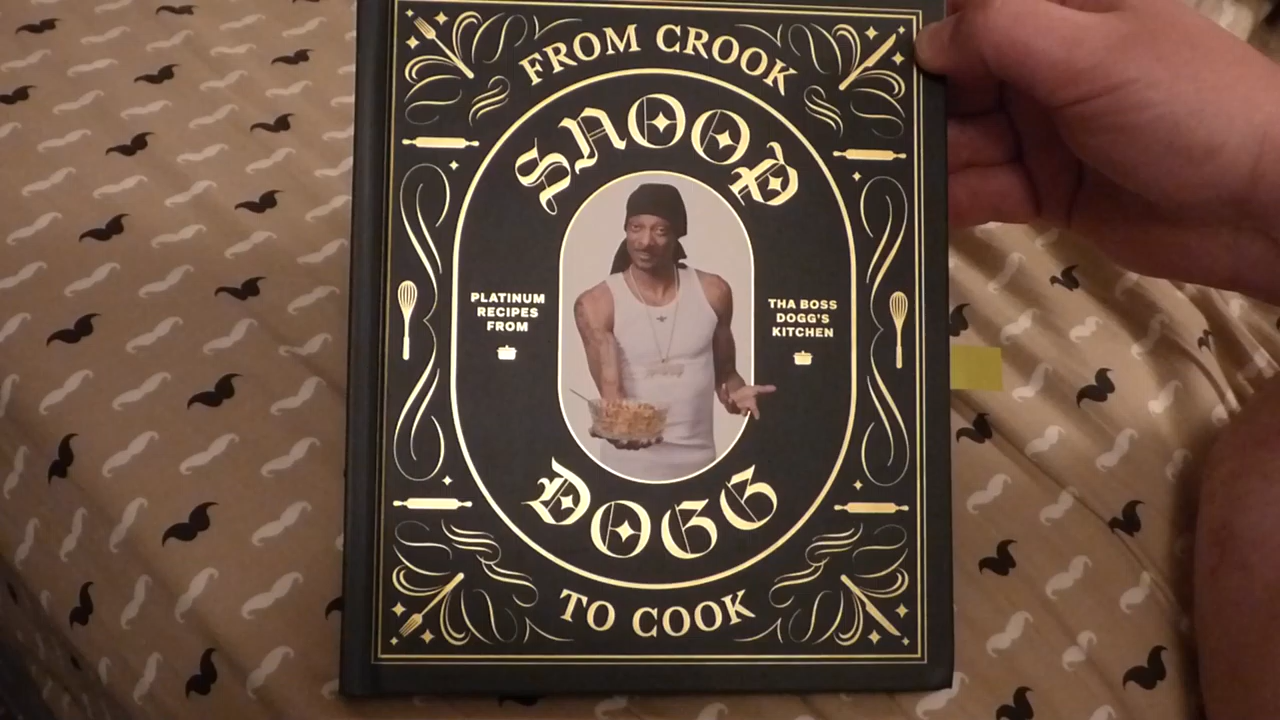 FROM CROOK
SNOOP
PLATINUM
RECIPES
FROM
THA BOSS
DOGG'S
KITCHEN
DOGG
TO COOK